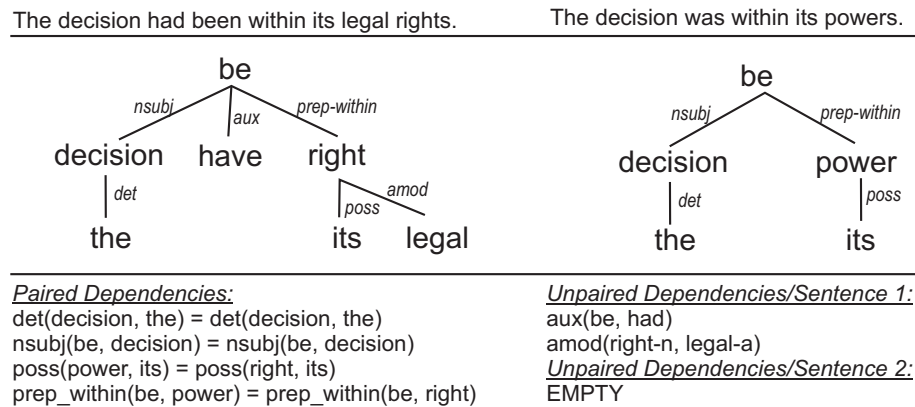 The decision had been within its legal rights.
The decision was within its powers.
be
nsubj aux prep-within
decision have right
det poss amod
the its legal
be
nsubj prep-within
decision power
det poss
the its
Paired Dependencies:
det(decision, the) = det(decision, the)
nsubj(be, decision) = nsubj(be, decision)
poss(power, its) = poss(right, its)
prep_within(be, power) = prep_within(be, right)
Unpaired Dependencies/Sentence 1:
aux(be, had)
amod(right-n, legal-a)
Unpaired Dependencies/Sentence 2:
EMPTY